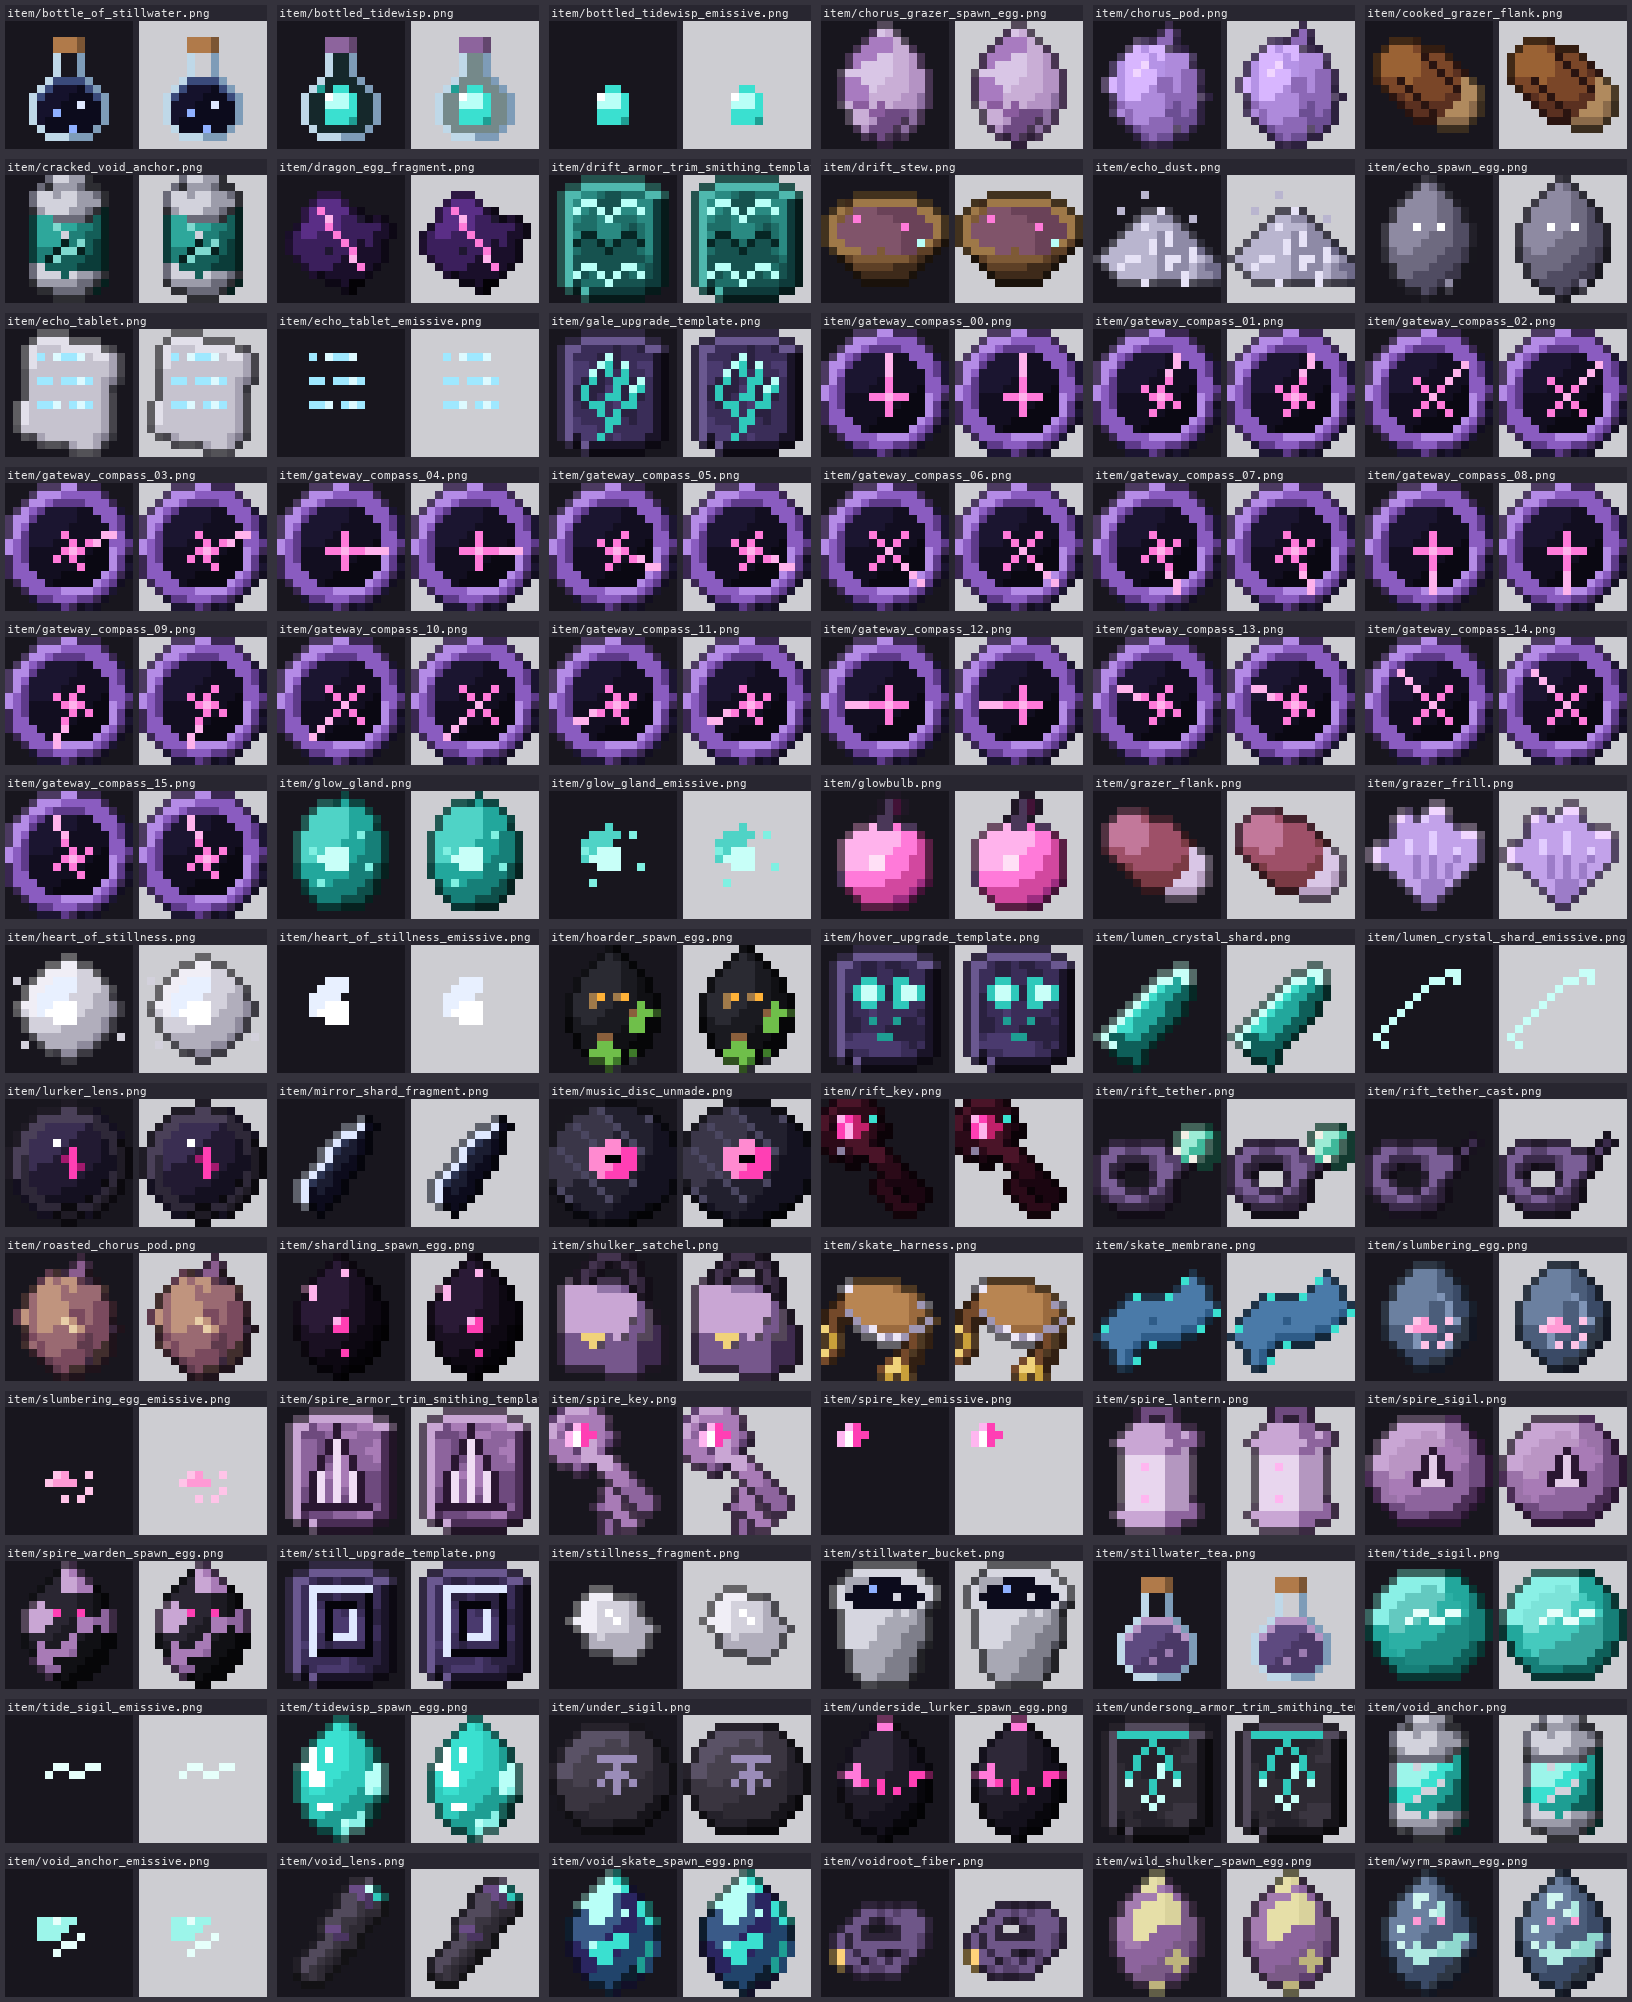 item/bottle_of_stillwater.png
item/bottled_tidewisp.png
item/bottled_tidewisp_emissive.png
item/chorus_grazer_spawn_egg.png
item/chorus_pod.png
item/cooked_grazer_flank.png
item/cracked_void_anchor.png
item/dragon_egg_fragment.png
item/drift_armor_trim_smithing_templa
item/drift_stew.png
item/echo_dust.png
item/echo_spawn_egg.png
item/echo_tablet.png
item/echo_tablet_emissive.png
item/gale_upgrade_template.png
item/gateway_compass_00.png
item/gateway_compass_01.png
item/gateway_compass_02.png
item/gateway_compass_03.png
item/gateway_compass_04.png
item/gateway_compass_05.png
item/gateway_compass_06.png
item/gateway_compass_07.png
item/gateway_compass_08.png
item/gateway_compass_09.png
item/gateway_compass_10.png
item/gateway_compass_11.png
item/gateway_compass_12.png
item/gateway_compass_13.png
item/gateway_compass_14.png
item/gateway_compass_15.png
item/glow_gland.png
item/glow_gland_emissive.png
item/glowbulb.png
item/grazer_flank.png
item/grazer_frill.png
item/heart_of_stillness.png
item/heart_of_stillness_emissive.png
item/hoarder_spawn_egg.png
item/hover_upgrade_template.png
item/lumen_crystal_shard.png
item/lumen_crystal_shard_emissive.png
item/lurker_lens.png
item/mirror_shard_fragment.png
item/music_disc_unmade.png
item/rift_key.png
item/rift_tether.png
item/rift_tether_cast.png
item/roasted_chorus_pod.png
item/shardling_spawn_egg.png
item/shulker_satchel.png
item/skate_harness.png
item/skate_membrane.png
item/slumbering_egg.png
item/slumbering_egg_emissive.png
item/spire_armor_trim_smithing_templa
item/spire_key.png
item/spire_key_emissive.png
item/spire_lantern.png
item/spire_sigil.png
item/spire_warden_spawn_egg.png
item/still_upgrade_template.png
item/stillness_fragment.png
item/stillwater_bucket.png
item/stillwater_tea.png
item/tide_sigil.png
item/tide_sigil_emissive.png
item/tidewisp_spawn_egg.png
item/under_sigil.png
item/underside_lurker_spawn_egg.png
item/undersong_armor_trim_smithing_te
item/void_anchor.png
item/void_anchor_emissive.png
item/void_lens.png
item/void_skate_spawn_egg.png
item/voidroot_fiber.png
item/wild_shulker_spawn_egg.png
item/wyrm_spawn_egg.png